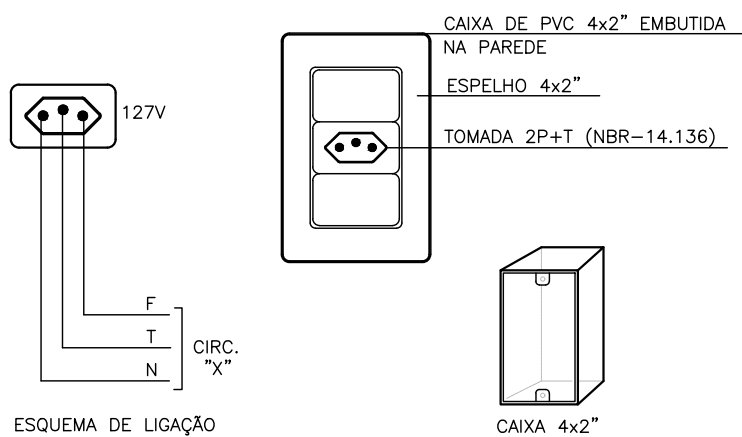 CAIXA DE PVC 4x2" EMBUTIDA
NA PAREDE
ESPELHO 4x2"
127V
TOMADA 2P+T (NBR-14.136)
F
T
N
CIRC.
"X"
ESQUEMA DE LIGAÇÃO
CAIXA 4x2"